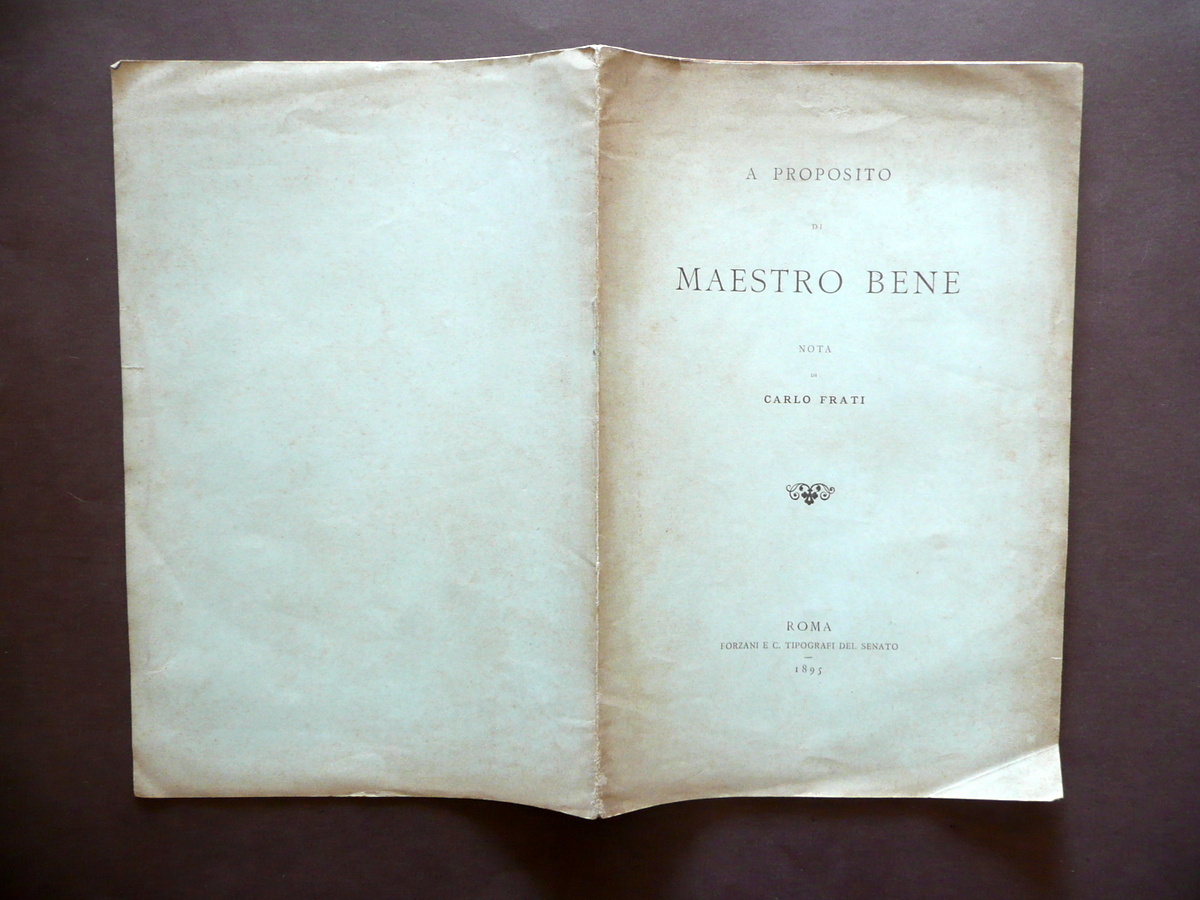 A PROPOSITO
DI
MAESTRO BENE
NOTA
DI
CARLO FRATI
ROMA
FORZANI E C. TIPOGRAFI DEL SENATO
1895